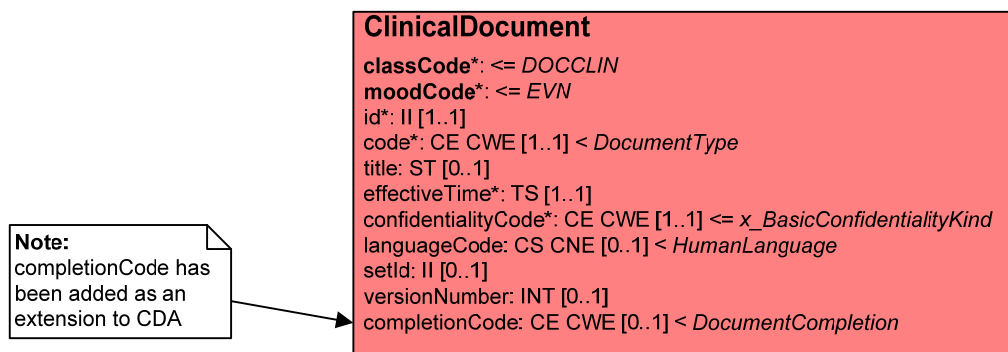 ClinicalDocument
classCode*: <= DOCCLIN
moodCode*: <= EVN
id*: II [1..1]
code*: CE CWE [1..1] < DocumentType
title: ST [0..1]
effectiveTime*: TS [1..1]
confidentialityCode*: CE CWE [1..1] <= x_BasicConfidentialityKind
languageCode: CS CNE [0..1] < HumanLanguage
setId: II [0..1]
versionNumber: INT [0..1]
completionCode: CE CWE [0..1] < DocumentCompletion
Note:
completionCode has
been added as an
extension to CDA